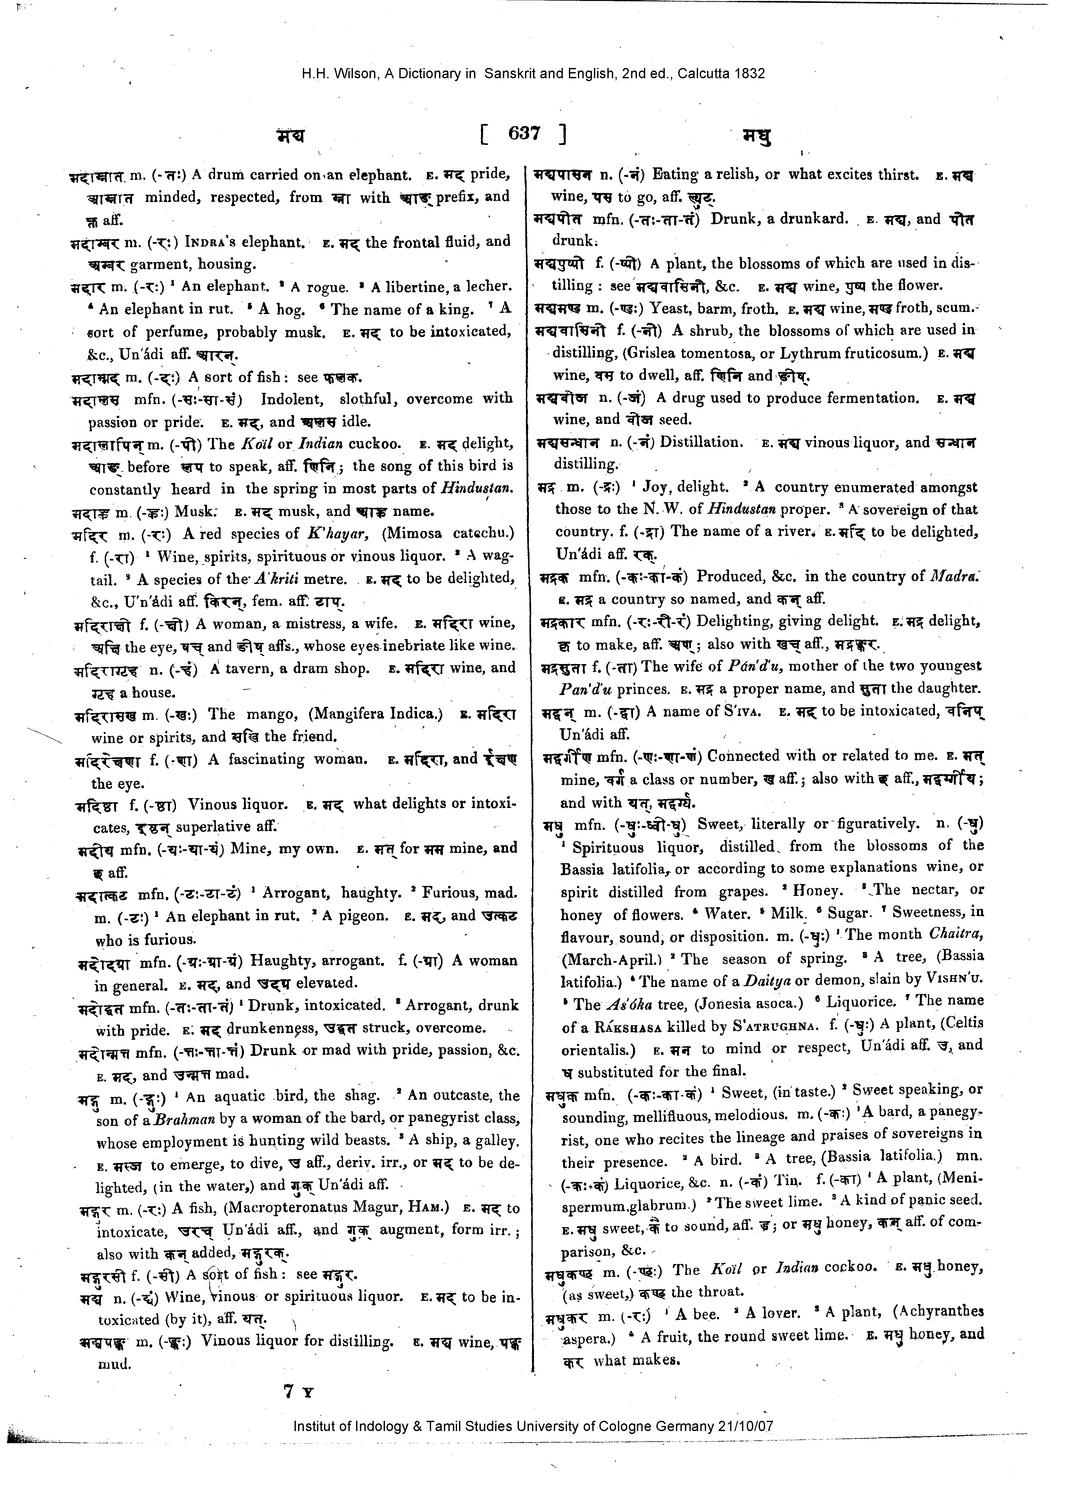 H.H. Wilson, A Dictionary in Sanskrit and English, 2nd ed., Calcutta 1832
मद्य [ 637 ] मधु
मदाम्नात m. (-तः) A drum carried on an elephant. E. मद pride,
आम्नात minded, respected, from म्ना with आङ् prefix, and
क्त aff.
मदाम्बर m. (-रः) INDRA'S elephant. E. मद the frontal fluid, and
अम्बर garment, housing.
मदार m. (-रः) ¹ An elephant. ² A rogue. ³ A libertine, a lecher.
⁴ An elephant in rut. ⁵ A hog. ⁶ The name of a king. ⁷ A
sort of perfume, probably musk. E. मद् to be intoxicated,
&c., Un'ádi aff. आरन्.
m. (-दः) A sort of fish: see फलक.
मदालस mfn. (-सः-सा-सं) Indolent, slothful, overcome with
passion or pride. E. मद, and अलस idle.
मदालापिन् m. (-पी) The Koïl or Indian cuckoo. E. मद delight,
आङ् before लप to speak, aff. णिनि; the song of this bird is
constantly heard in the spring in most parts of Hindustan.
मदाह्व m. (-ह्वः) Musk. E. मद musk, and आह्व name.
मदिर m. (-रः) A red species of K'hayar, (Mimosa catechu.)
f. (-रा) ¹ Wine, spirits, spirituous or vinous liquor. ² A wag-
tail. ³ A species of the A'kriti metre. E. मद् to be delighted,
&c., U'n'ádi aff. किरन्, fem. aff. टाप्.
मदिराची f. (-ची) A woman, a mistress, a wife. E. मदिरा wine,
अक्षि the eye, षच् and ङीष् affs., whose eyes inebriate like wine.
मदिरागृह n. (-हं) A tavern, a dram shop. E. मदिरा wine, and
गृह a house.
मदिरासख m. (-खः) The mango, (Mangifera Indica.) E. मदिरा
wine or spirits, and सखि the friend.
मदिरेक्षणा f. (-णा) A fascinating woman. E. मदिरा, and ईक्षण
the eye.
मदिष्ठा f. (-ष्ठा) Vinous liquor. E. मद् what delights or intoxi-
cates, इष्ठन् superlative aff.
मदीय mfn. (-यः-या-यं) Mine, my own. E. मत् for मम mine, and
छ aff.
मदोत्कट mfn. (-टः-टा-टं) ¹ Arrogant, haughty. ² Furious, mad.
m. (-टः) ¹ An elephant in rut. ² A pigeon. E. मद, and उत्कट
who is furious.
मदोदया mfn. (-यः-या-यं) Haughty, arrogant. f. (-या) A woman
in general. E. मद, and उदय elevated.
मदोद्धत mfn. (-तः-ता-तं) ¹ Drunk, intoxicated. ² Arrogant, drunk
with pride. E. मद drunkenness, उद्धत struck, overcome.
मदोन्मत्त mfn. (-त्तः-त्ता-त्तं) Drunk or mad with pride, passion, &c.
E. मद, and उन्मत्त mad.
मद्गु m. (-द्गुः) ¹ An aquatic bird, the shag. ² An outcaste, the
son of a Brahman by a woman of the bard, or panegyrist class,
whose employment is hunting wild beasts. ³ A ship, a galley.
E. मस्ज to emerge, to dive, उ aff., deriv. irr., or मद to be de-
lighted, (in the water,) and गुक् Un'ádi aff.
मद्गुर m. (-रः) A fish, (Macropteronatus Magur, HAM.) E. मद to
intoxicate, उरच् Un'ádi aff., and गुक् augment, form irr.;
also with कन् added, मद्गुरक.
मद्गुरसी f. (-सी) A sort of fish: see मद्गुर.
मद्य n. (-द्यं) Wine, vinous or spirituous liquor. E. मद to be in-
toxicated (by it), aff. यत्.
मद्यपङ्क m. (-ङ्कः) Vinous liquor for distilling. E. मद्य wine, पङ्क
mud.
7 Y
मद्यपाशन n. (-नं) Eating a relish, or what excites thirst. E. मद्य
wine, to go, aff. ल्युट्.
मद्यपीत mfn. (-तः-ता-तं) Drunk, a drunkard. E. मद्य, and पीत
drunk.
मद्यपुष्पी f. (-ष्पी) A plant, the blossoms of which are used in dis-
tilling: see मद्यवासिनी, &c. E. मद्य wine, पुष्प the flower.
मद्यमण्ड m. (-ण्डः) Yeast, barm, froth. E. मद्य wine, मण्ड froth, scum.
मद्यवासिनी f. (-नी) A shrub, the blossoms of which are used in
distilling, (Grislea tomentosa, or Lythrum fruticosum.) E. मद्य
wine, वस to dwell, aff. णिनि and ङीष्.
मद्यवीज n. (-जं) A drug used to produce fermentation. E. मद्य
wine, and वीज seed.
मद्यसन्धान n. (-नं) Distillation. E. मद्य vinous liquor, and सन्धान
distilling.
मद्र m. (-द्रः) ¹ Joy, delight. ² A country enumerated amongst
those to the N. W. of Hindustan proper. ³ A sovereign of that
country. f. (-द्रा) The name of a river. E. मदि to be delighted,
Un'ádi aff. रक्.
मद्रक mfn. (-कः-का-कं) Produced, &c. in the country of Madra.
E. मद्र a country so named, and कन् aff.
मद्रकार mfn. (-रः-री-रं) Delighting, giving delight. E. मद्र delight,
कृ to make, aff. अण्; also with खच् aff., मद्रङ्कर.
मद्रसुता f. (-ता) The wife of Pán'd'u, mother of the two youngest
Pan'd'u princes. E. मद्र a proper name, and सुता the daughter.
मद्वन् m. (-द्वा) A name of S'IVA. E. मद् to be intoxicated, वनिप्
Un'ádi aff.
मद्वर्गीण mfn. (-णः-णा-णं) Connected with or related to me. E. मत्
mine, वर्ग a class or number, ख aff.; also with छ aff., मद्वर्गीय;
and with यत्, मद्वर्ग्य.
मधु mfn. (-धुः-ध्वी-धु) Sweet, literally or figuratively. n. (-धु)
¹ Spirituous liquor, distilled from the blossoms of the
Bassia latifolia, or according to some explanations wine, or
spirit distilled from grapes. ² Honey. ³ The nectar, or
honey of flowers. ⁴ Water. ⁵ Milk. ⁶ Sugar. ⁷ Sweetness, in
flavour, sound, or disposition. m. (-धुः) ¹ The month Chaitra,
(March-April.) ² The season of spring. ³ A tree, (Bassia
latifolia.) ⁴ The name of a Daitya or demon, slain by VISHN'U.
⁵ The As'óka tree, (Jonesia asoca.) ⁶ Liquorice. ⁷ The name
of a RÁKSHASA killed by S'ATRUGHNA. f. (-धुः) A plant, (Celtis
orientalis.) E. मन to mind or respect, Un'ádi aff. उ, and
ध substituted for the final.
मधुक mfn. (-कः-का-कं) ¹ Sweet, (in taste.) ² Sweet speaking, or
sounding, mellifluous, melodious. m. (-कः) ¹ A bard, a panegy-
rist, one who recites the lineage and praises of sovereigns in
their presence. ² A bird. ³ A tree, (Bassia latifolia.) mn.
(-कः-कं) Liquorice, &c. n. (-कं) Tin. f. (-का) ¹ A plant, (Meni-
spermum glabrum.) ² The sweet lime. ³ A kind of panic seed.
E. मधु sweet, कै to sound, aff. ड; or मधु honey, कन् aff. of com-
parison, &c.
मधुकण्ठ m. (-ण्ठः) The Koïl or Indian cockoo. E. मधु honey,
(as sweet,) कण्ठ the throat.
मधुकर m. (-रः) ¹ A bee. ² A lover. ³ A plant, (Achyranthes
aspera.) ⁴ A fruit, the round sweet lime. E. मधु honey, and
कर what makes.
Institut of Indology & Tamil Studies University of Cologne Germany 21/10/07